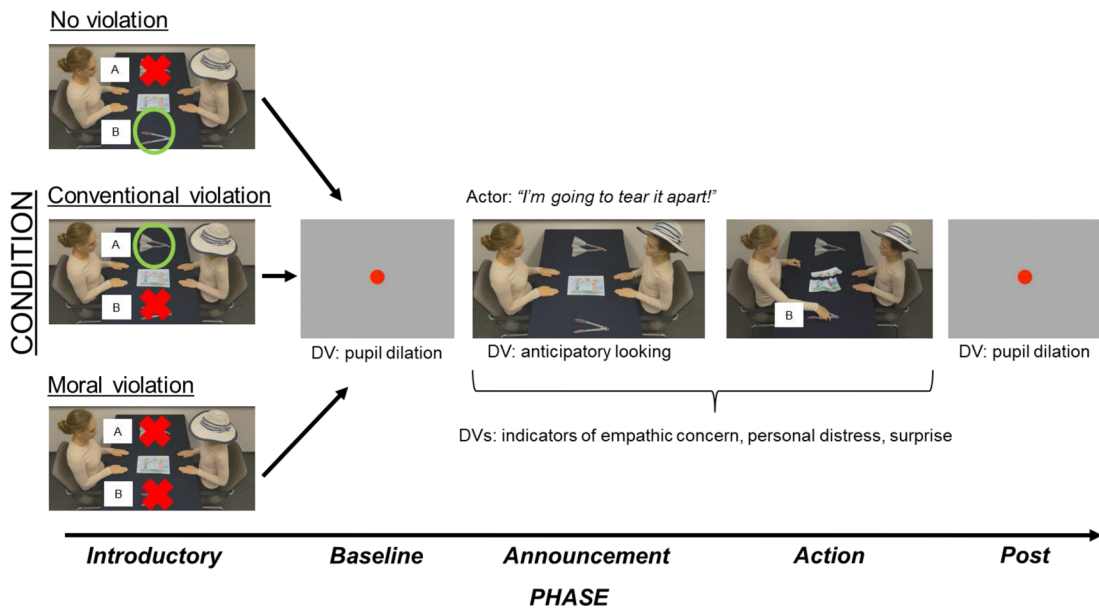 No violation
A
B
Conventional violation
A
B
Moral violation
A
B
CONDITION
DV: pupil dilation
Actor: “I’m going to tear it apart!”
DV: anticipatory looking
B
DV: pupil dilation
DVs: indicators of empathic concern, personal distress, surprise
Introductory
Baseline
Announcement
Action
Post
PHASE